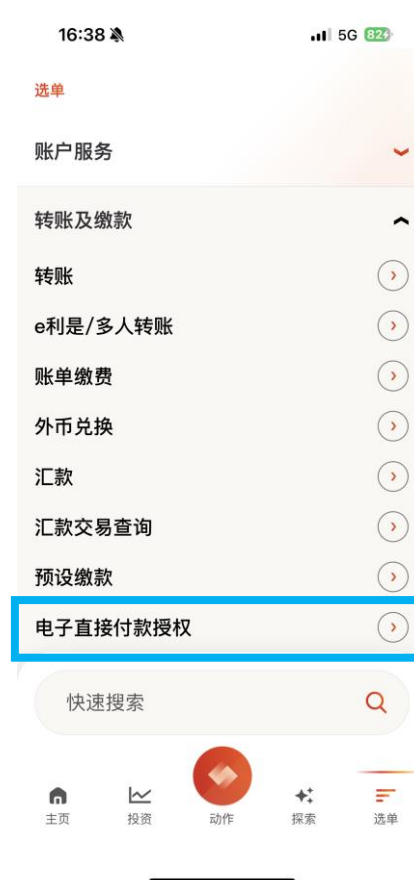 16:38 5G 82
选单
账户服务
转账及缴款
转账
e利是/多人转账
账单缴费
外币兑换
汇款
汇款交易查询
预设缴款
电子直接付款授权
快速搜索
主页 投资 动作 探索 选单